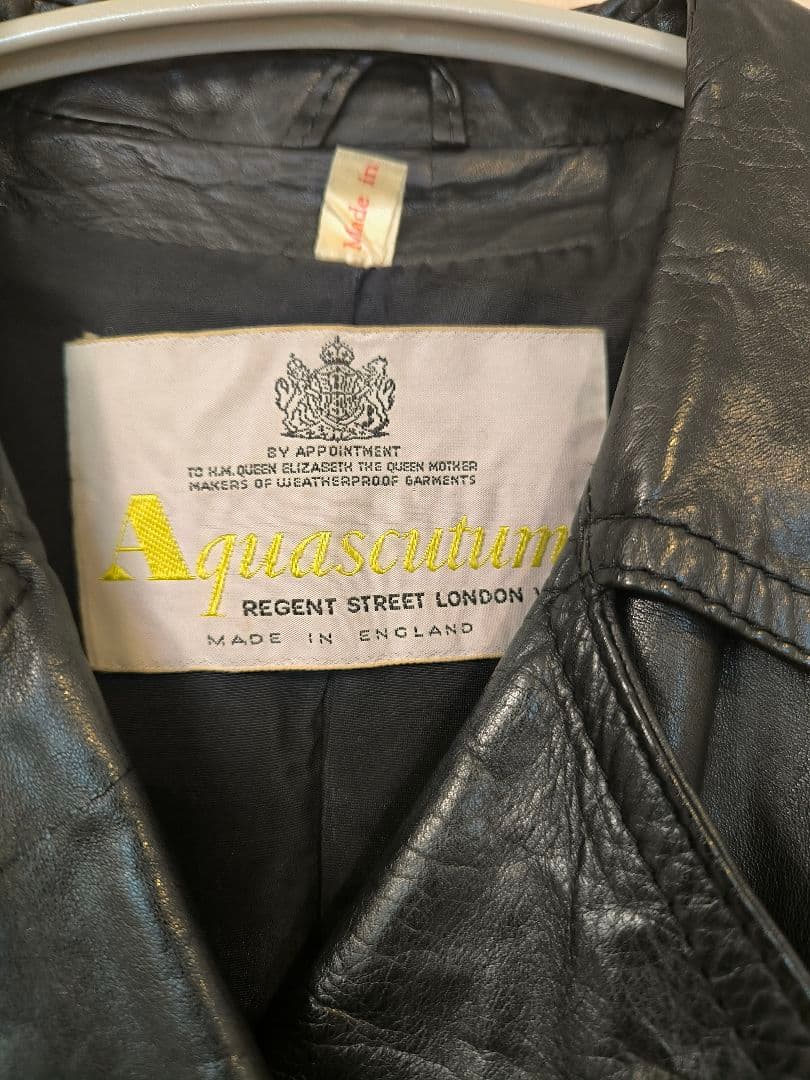 Made in
BY APPOINTMENT
TO H.M. QUEEN ELIZABETH THE QUEEN MOTHER
MAKERS OF WEATHERPROOF GARMENTS
Aquascutum
REGENT STREET LONDON
MADE IN ENGLAND